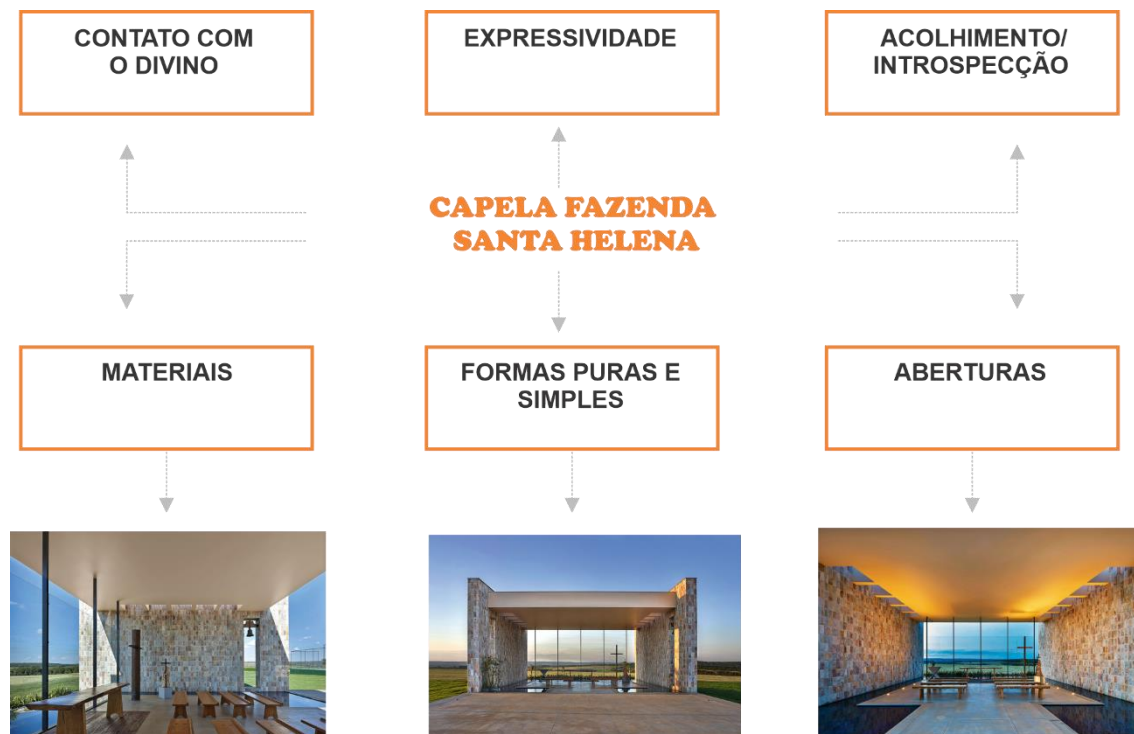 CONTATO COM
O DIVINO
EXPRESSIVIDADE
ACOLHIMENTO/
INTROSPECÇÃO
CAPELA FAZENDA
SANTA HELENA
MATERIAIS
FORMAS PURAS E
SIMPLES
ABERTURAS